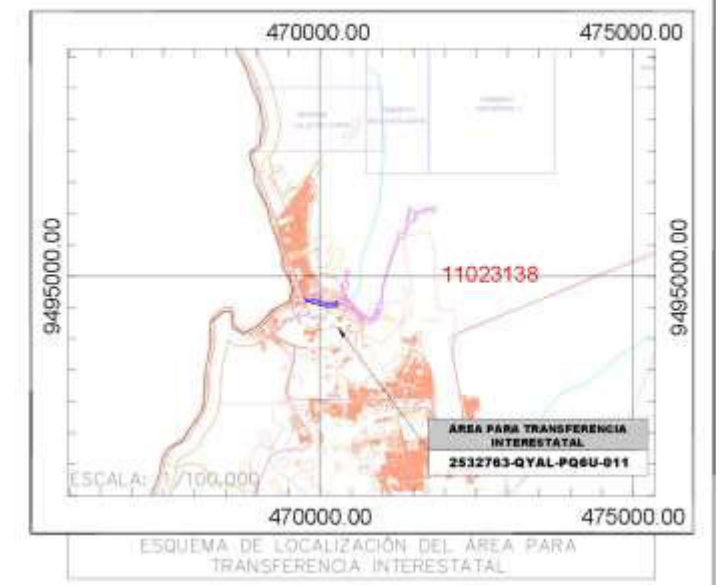 470000.00
475000.00
9495000.00
9495000.00
11023138
ÁREA PARA TRANSFERENCIA
INTERESTATAL
2532763-QYAL-PQ6U-011
ESCALA: 1/100,000
470000.00
475000.00
ESQUEMA DE LOCALIZACIÓN DEL ÁREA PARA
TRANSFERENCIA INTERESTATAL